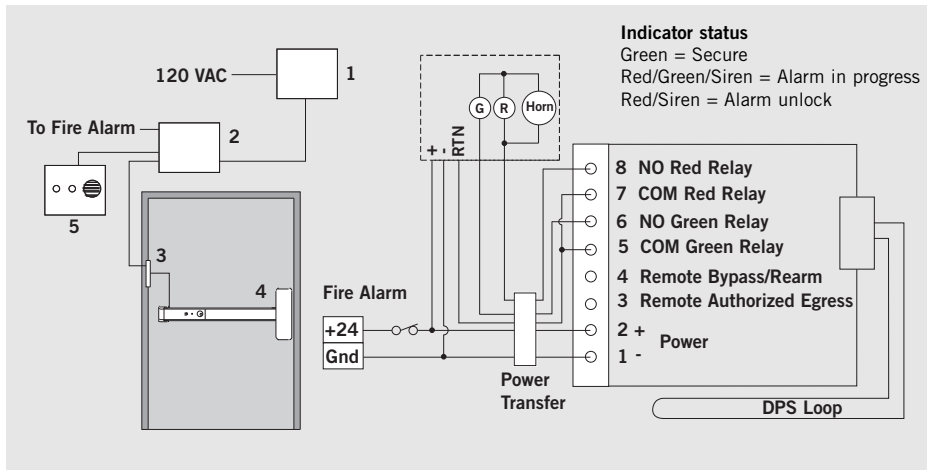 Indicator status
Green = Secure
Red/Green/Siren = Alarm in progress
Red/Siren = Alarm unlock
120 VAC
1
To Fire Alarm
2
5
3
4
G
R
Horn
+
-
RTN
8 NO Red Relay
7 COM Red Relay
6 NO Green Relay
5 COM Green Relay
4 Remote Bypass/Rearm
3 Remote Authorized Egress
2 +
Power
1 -
Fire Alarm
+24
Gnd
Power
Transfer
DPS Loop